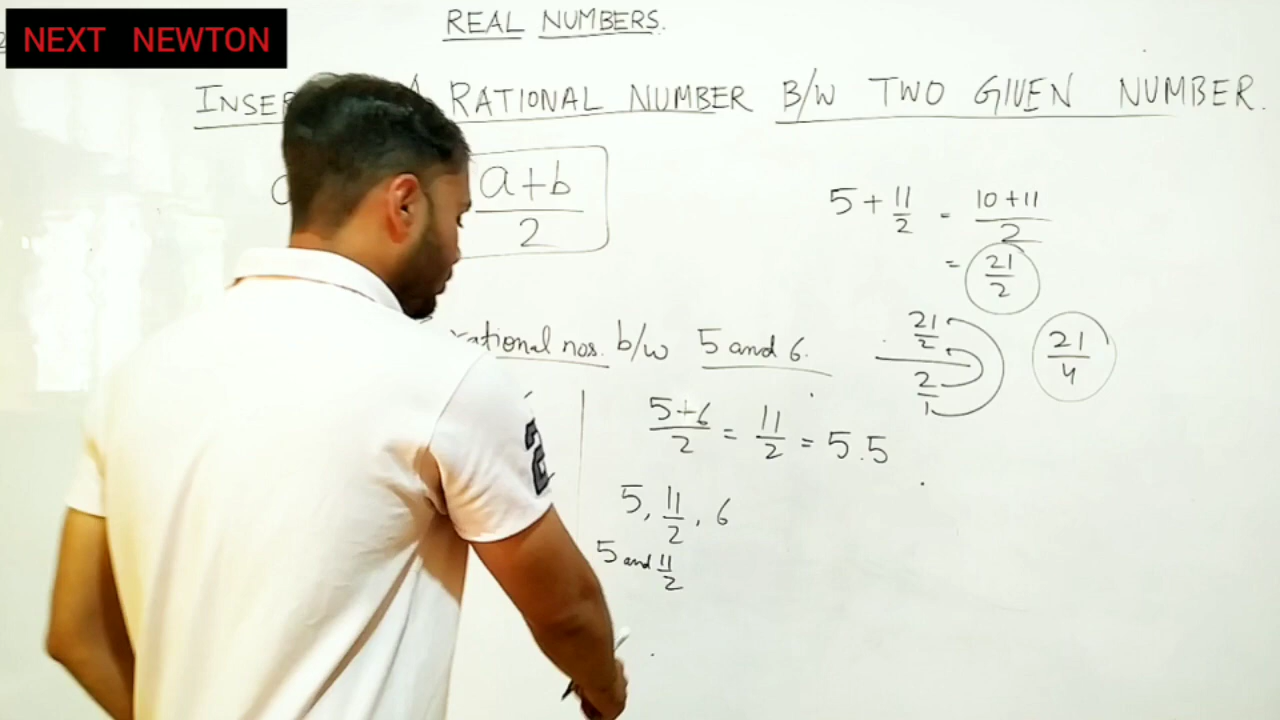 NEXT NEWTON
REAL NUMBERS.
RATIONAL NUMBER B/W TWO GIVEN NUMBER.
a+b
2
5 + 11/2 = 10+11/2
= 21/2
rational nos. b/w 5 and 6.
21/2
2/1
21/4
5+6/2 = 11/2 = 5.5
5, 11/2, 6
5 and 11/2
2